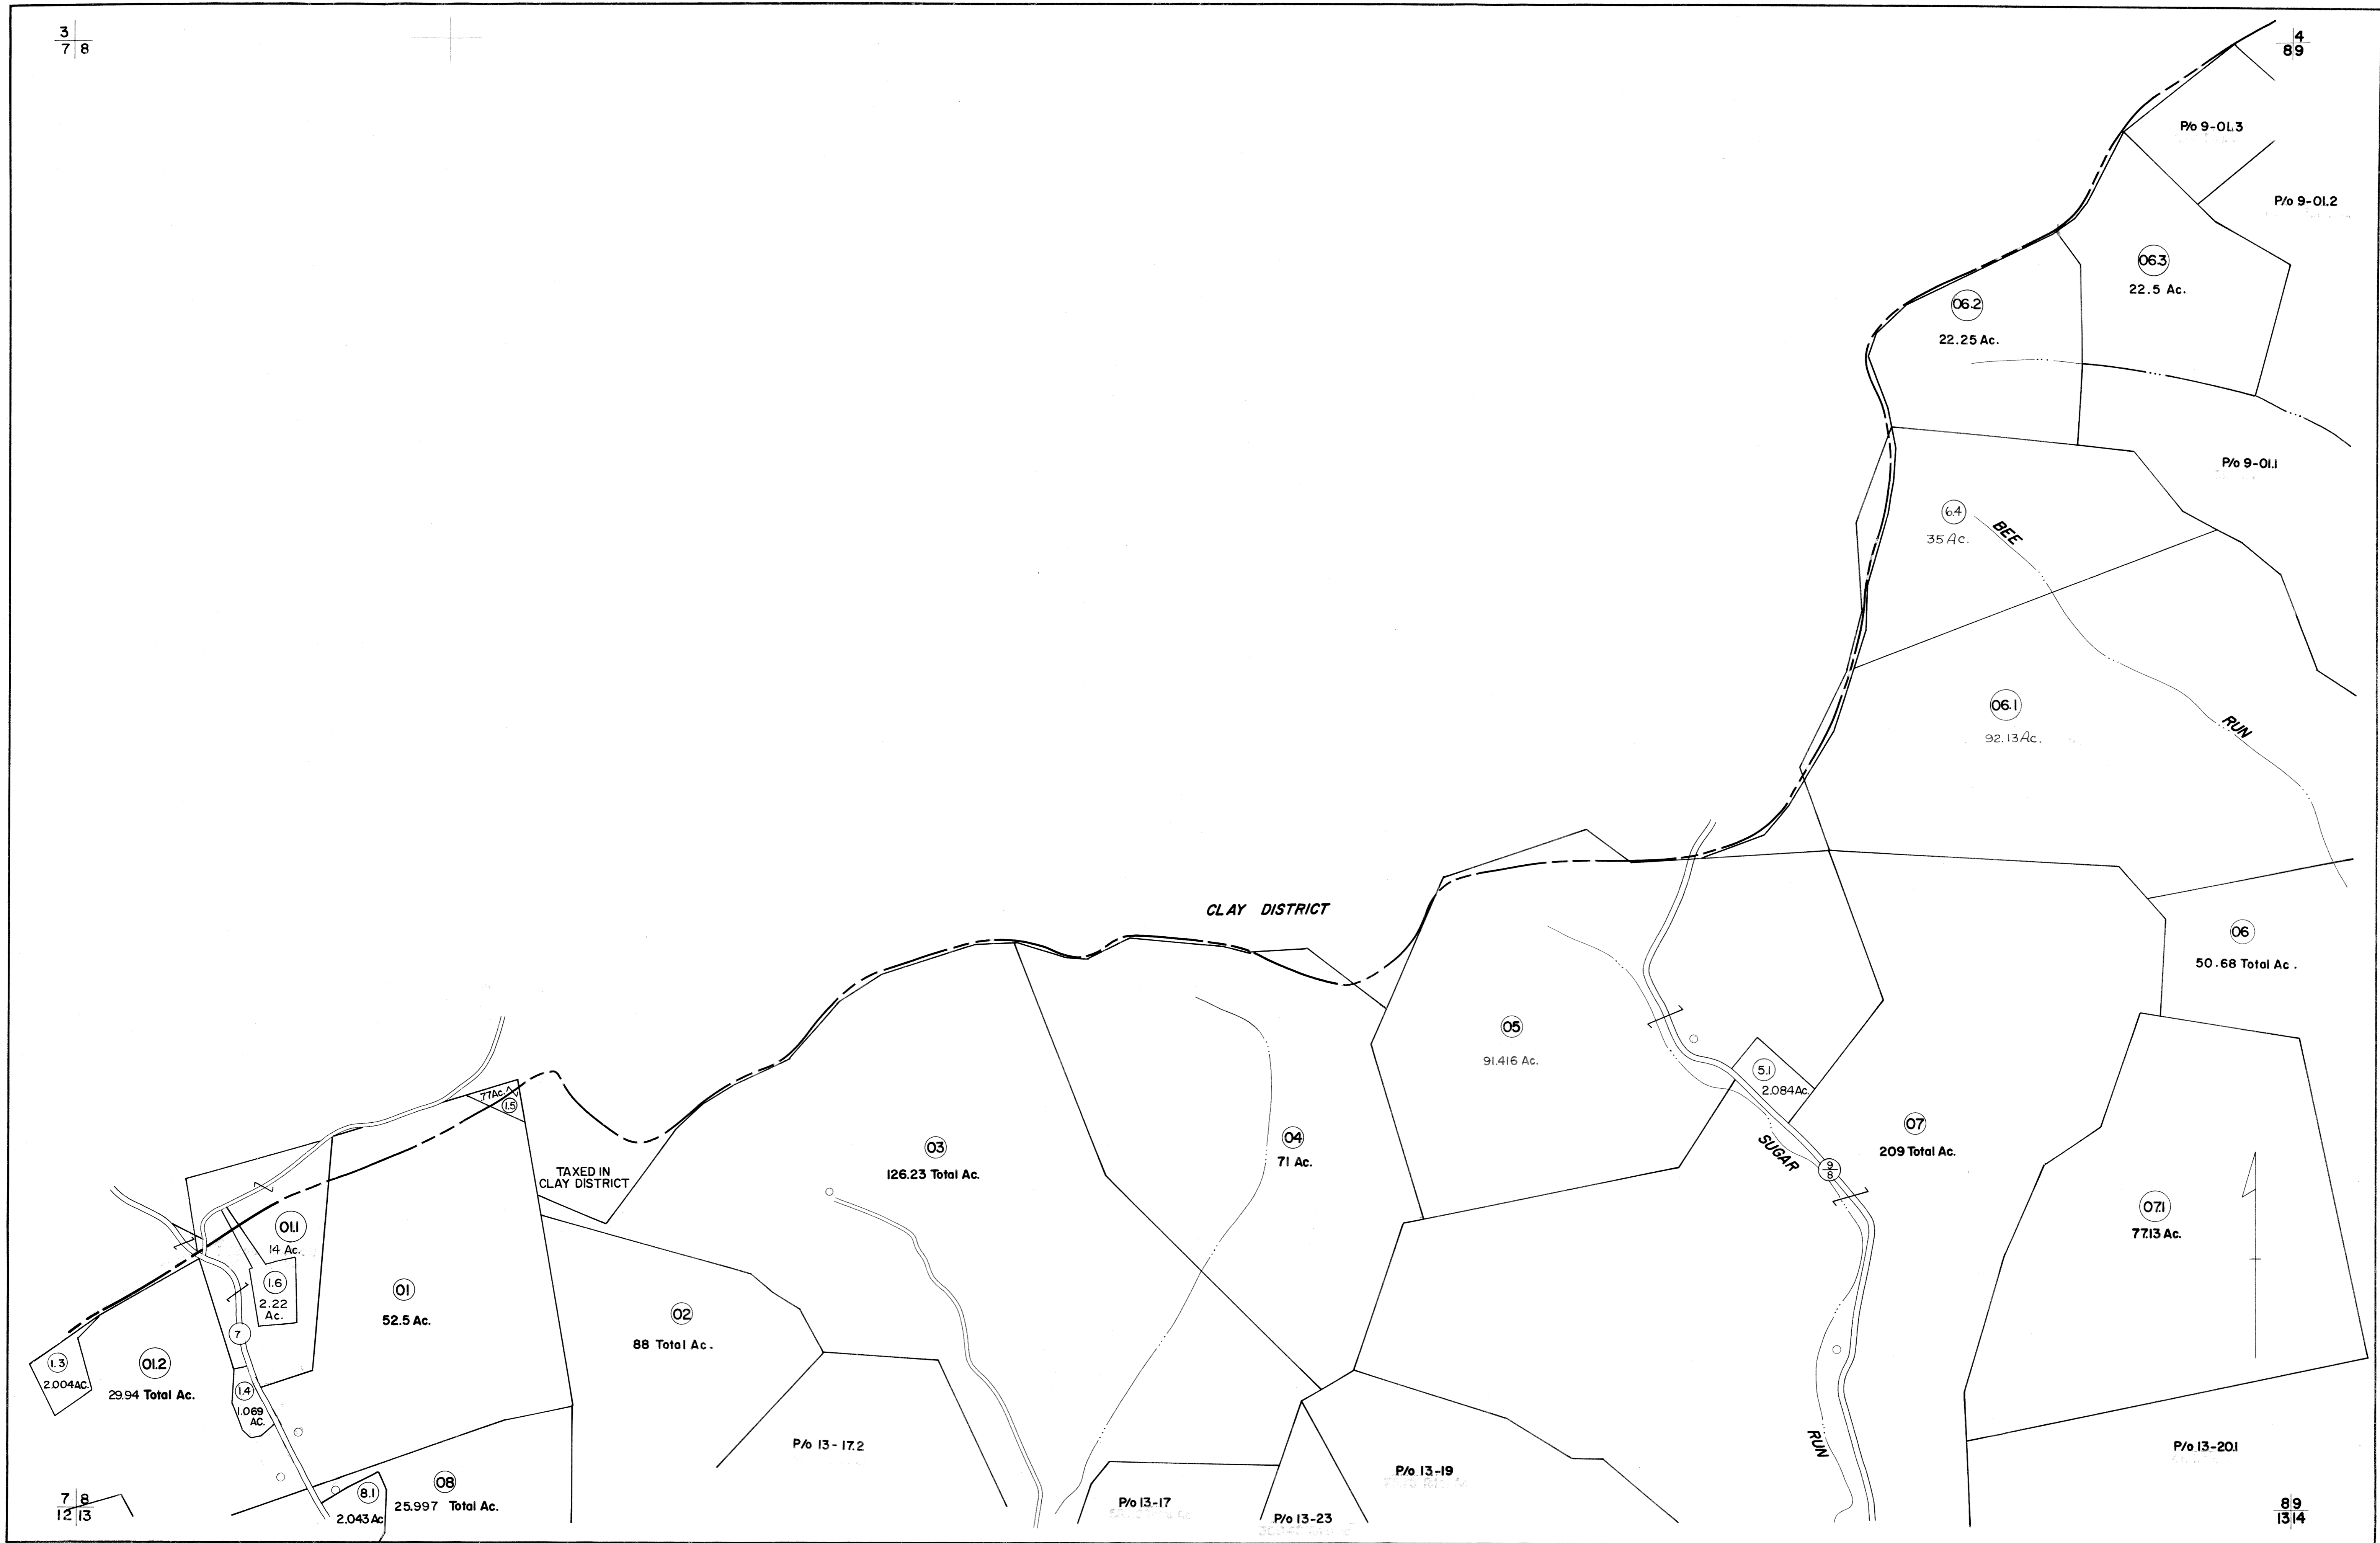 3
7 8
4
8 9
P/o 9-01.3
P/o 9-01.2
06.3
22.5 Ac.
06.2
22.25 Ac.
P/o 9-01.1
6.4
35 Ac.
BEE
RUN
06.1
92.13 Ac.
CLAY DISTRICT
06
50.68 Total Ac.
05
91.416 Ac.
5.1
2.084 Ac.
.77 Ac.
1.5
TAXED IN
CLAY DISTRICT
03
126.23 Total Ac.
04
71 Ac.
SUGAR
9
8
07
209 Total Ac.
07.1
77.13 Ac.
01.1
14 Ac.
1.6
2.22
Ac.
01
52.5 Ac.
02
88 Total Ac.
7
1.3
2.004 AC.
01.2
29.94 Total Ac.
1.4
1.069
AC.
P/o 13-17.2
RUN
P/o 13-19
P/o 13-20.1
08
25.997 Total Ac.
8.1
2.043 Ac
P/o 13-17
P/o 13-23
7 8
12 13
8 9
13 14